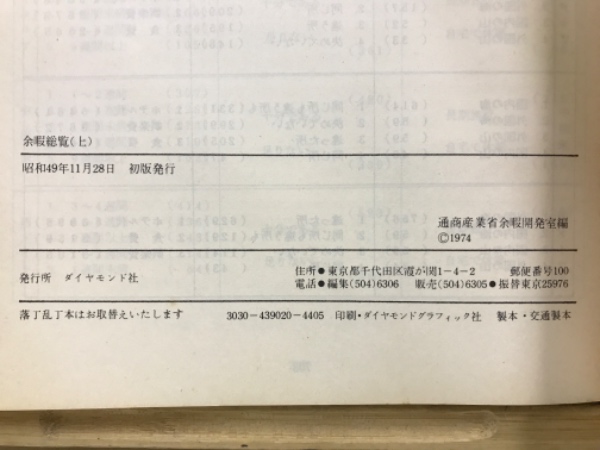 余暇総覧(上)
昭和49年11月28日 初版発行
通商産業省余暇開発室編
©1974
発行所 ダイヤモンド社 住所●東京都千代田区霞が関1-4-2 郵便番号100
電話●編集(504)6306 販売(504)6305●振替東京25976
落丁乱丁本はお取替えいたします 3030-439020-4405 印刷・ダイヤモンドグラフィック社 製本・交通製本